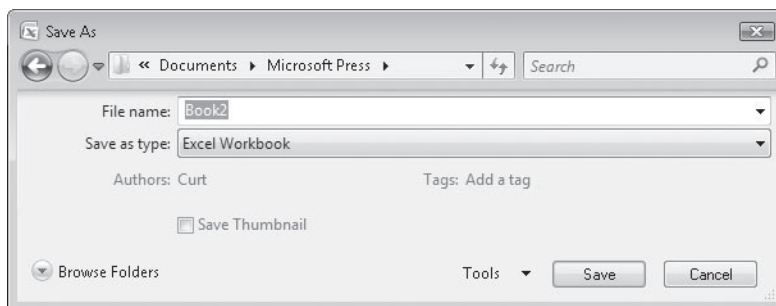 Save As
« Documents Microsoft Press Search
File name: Book2
Save as type: Excel Workbook
Authors: Curt Tags: Add a tag
Save Thumbnail
Browse Folders Tools Save Cancel